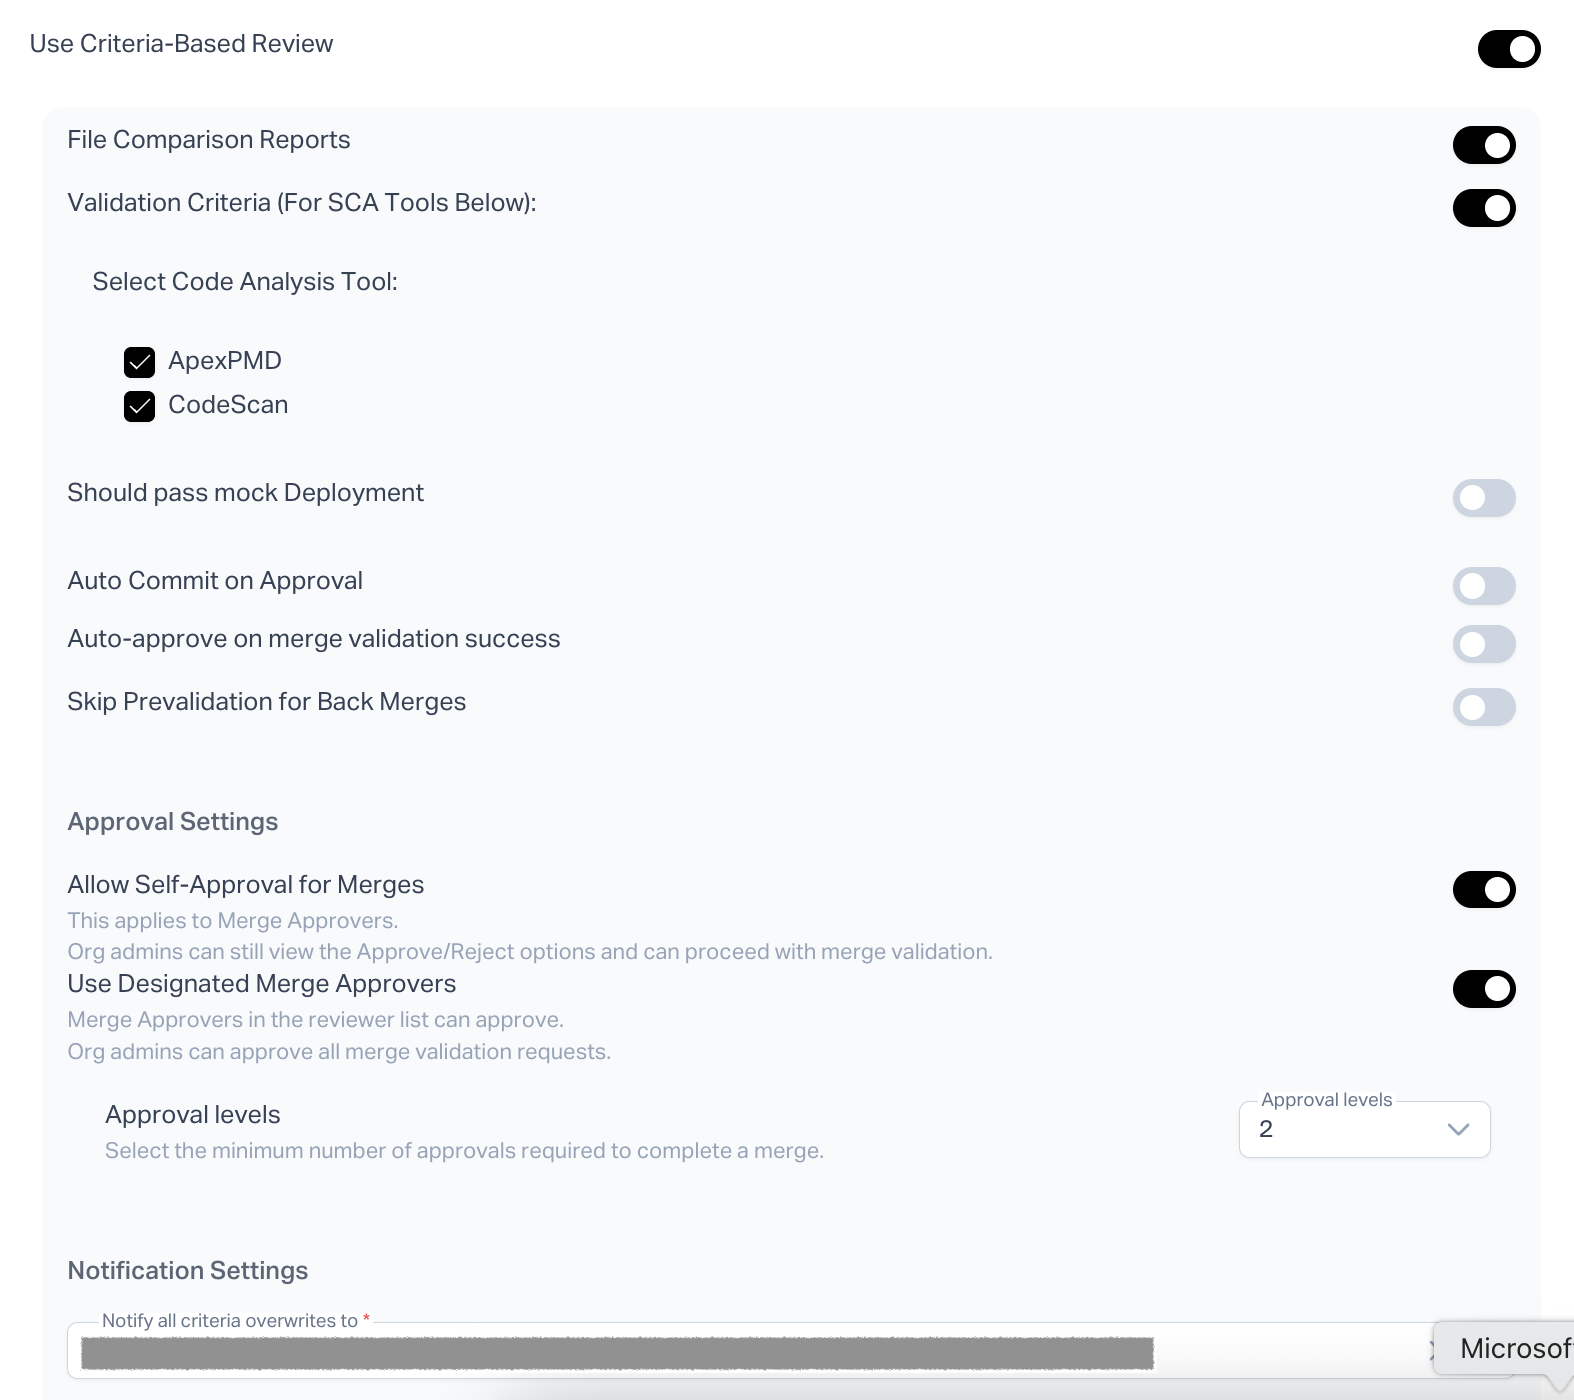 Use Criteria-Based Review
File Comparison Reports
Validation Criteria (For SCA Tools Below):
Select Code Analysis Tool:
ApexPMD
CodeScan
Should pass mock Deployment
Auto Commit on Approval
Auto-approve on merge validation success
Skip Prevalidation for Back Merges
Approval Settings
Allow Self-Approval for Merges
This applies to Merge Approvers.
Org admins can still view the Approve/Reject options and can proceed with merge validation.
Use Designated Merge Approvers
Merge Approvers in the reviewer list can approve.
Org admins can approve all merge validation requests.
Approval levels
Select the minimum number of approvals required to complete a merge.
Approval levels
2
Notification Settings
Notify all criteria overwrites to *